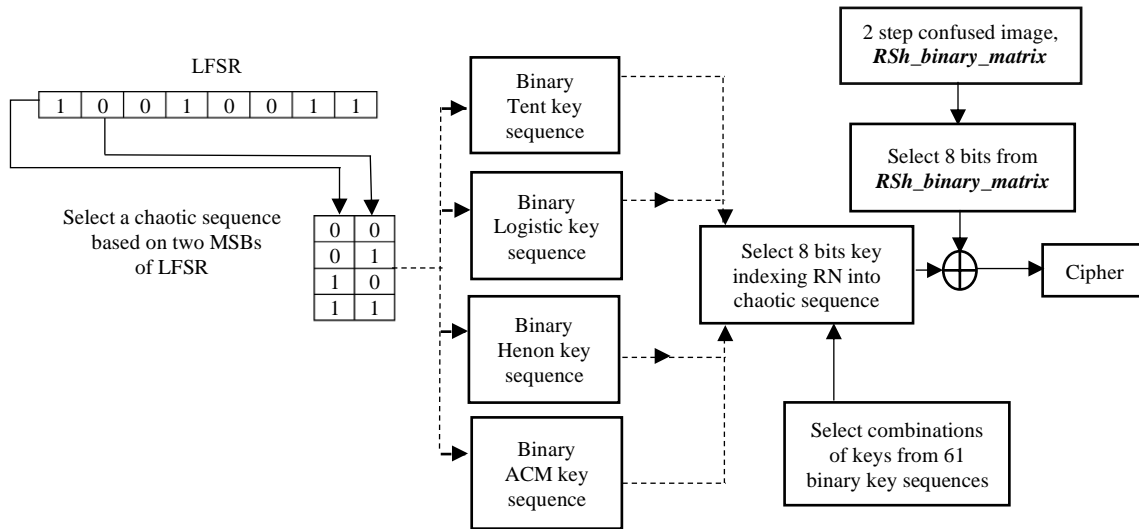 LFSR
1 0 0 1 0 0 1 1
Select a chaotic sequence
based on two MSBs
of LFSR
0 0
0 1
1 0
1 1
Binary
Tent key
sequence
Binary
Logistic key
sequence
Binary
Henon key
sequence
Binary
ACM key
sequence
Select 8 bits key
indexing RN into
chaotic sequence
Select combinations
of keys from 61
binary key sequences
2 step confused image,
RSh_binary_matrix
Select 8 bits from
RSh_binary_matrix
Cipher